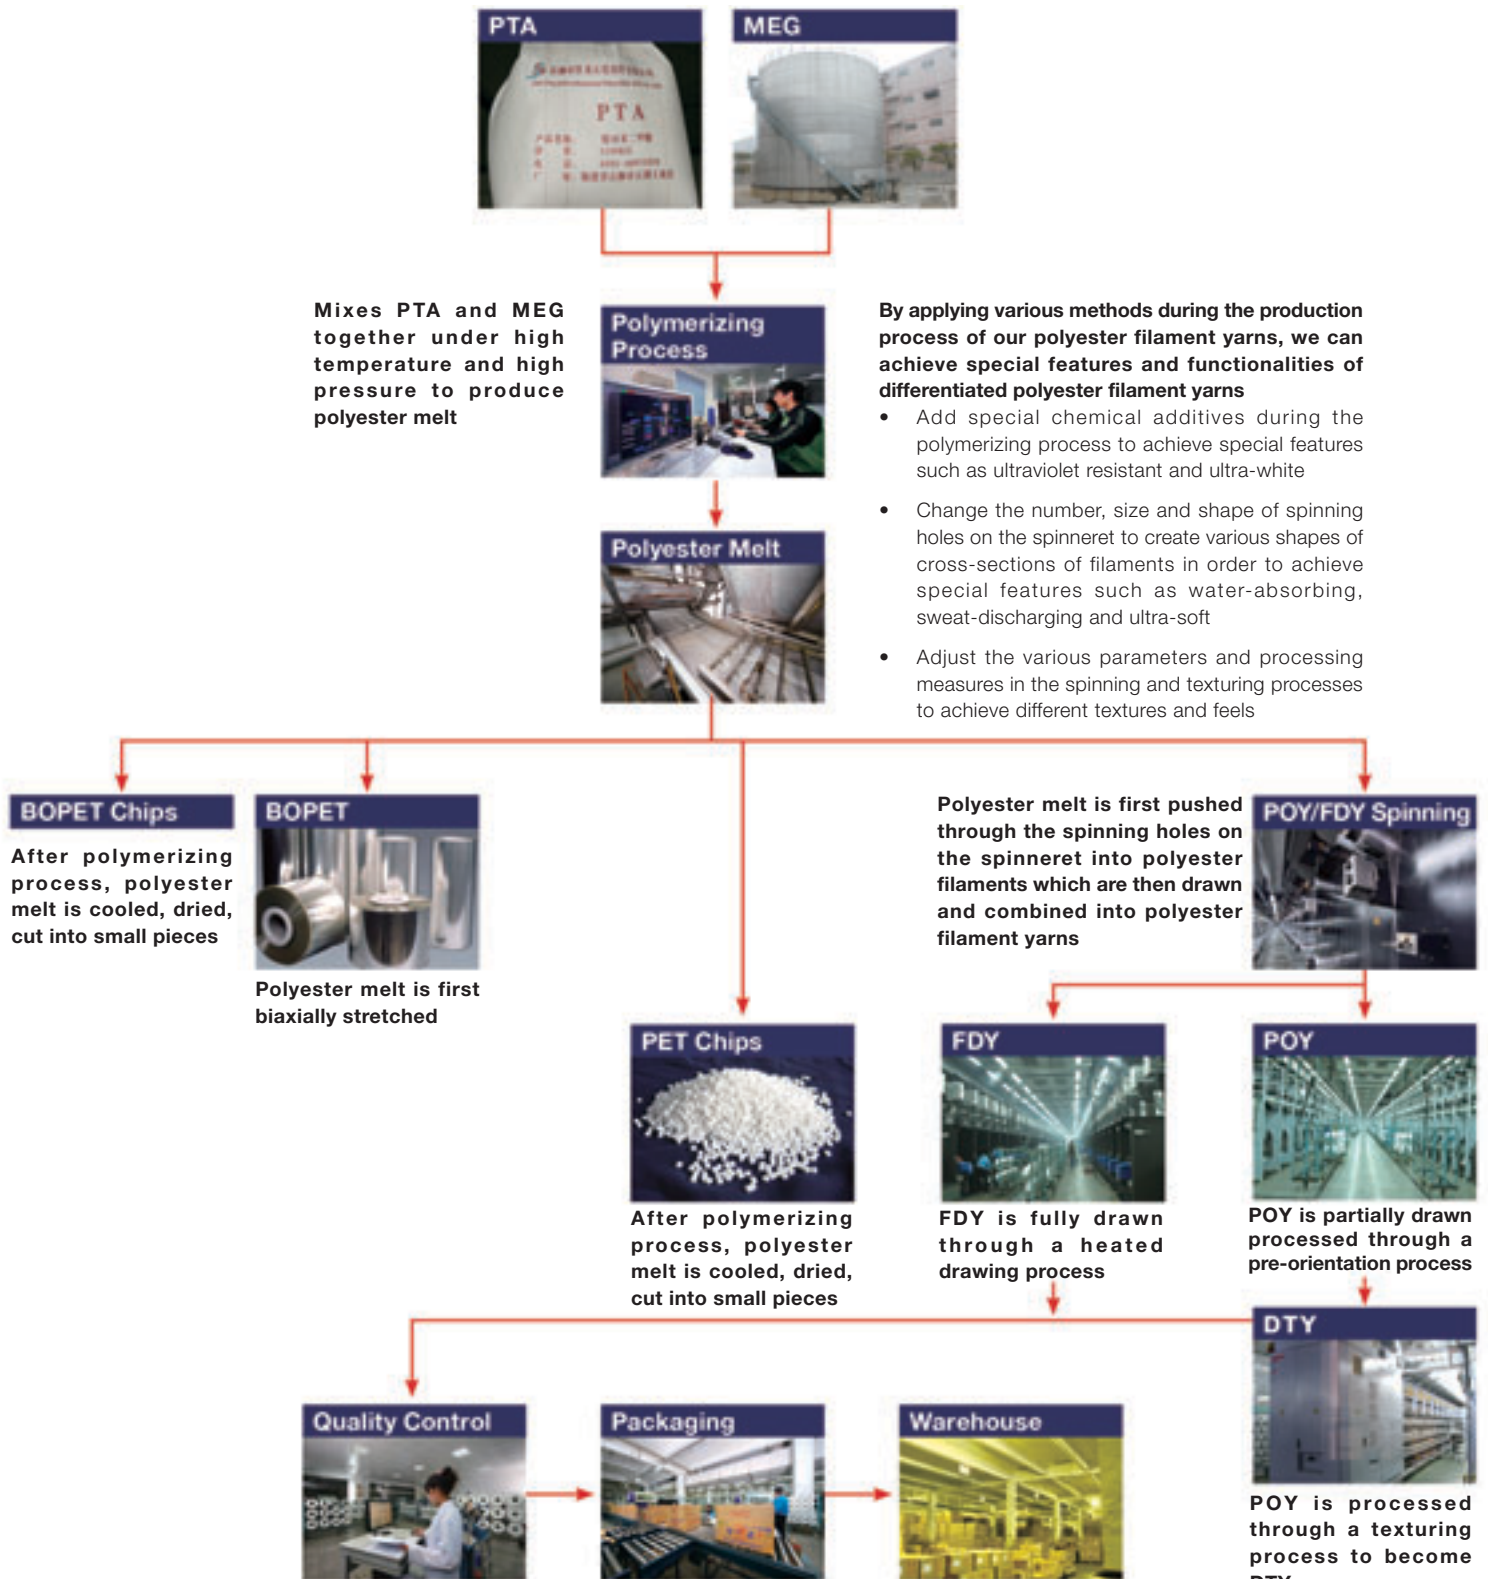 PTA
MEG
PTA
Mixes PTA and MEG
together under high
temperature and high
pressure to produce
polyester melt
Polymerizing
Process
By applying various methods during the production
process of our polyester filament yarns, we can
achieve special features and functionalities of
differentiated polyester filament yarns
• Add special chemical additives during the
polymerizing process to achieve special features
such as ultraviolet resistant and ultra-white
• Change the number, size and shape of spinning
holes on the spinneret to create various shapes of
cross-sections of filaments in order to achieve
special features such as water-absorbing,
sweat-discharging and ultra-soft
• Adjust the various parameters and processing
measures in the spinning and texturing processes
to achieve different textures and feels
Polyester Melt
BOPET Chips
After polymerizing
process, polyester
melt is cooled, dried,
cut into small pieces
BOPET
Polyester melt is first
biaxially stretched
Polyester melt is first pushed
through the spinning holes on
the spinneret into polyester
filaments which are then drawn
and combined into polyester
filament yarns
POY/FDY Spinning
PET Chips
After polymerizing
process, polyester
melt is cooled, dried,
cut into small pieces
FDY
FDY is fully drawn
through a heated
drawing process
POY
POY is partially drawn
processed through a
pre-orientation process
DTY
POY is processed
through a texturing
process to become
Quality Control
Packaging
Warehouse